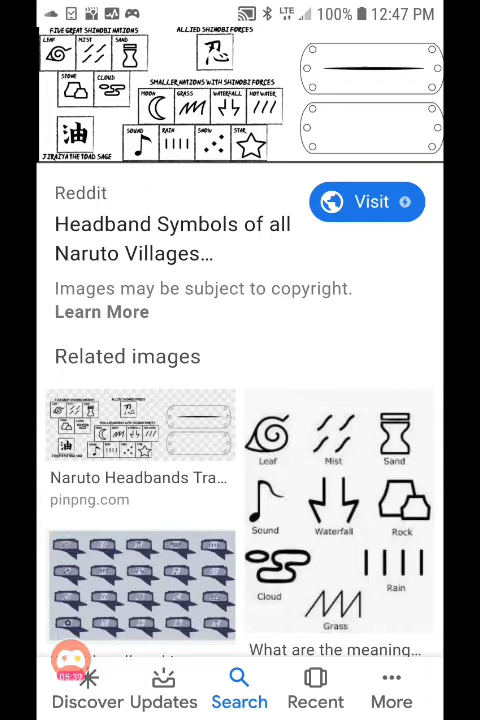 LTE 100% 12:47 PM
FIVE GREAT SHINOBI NATIONS
ALLIED SHINOBI FORCES
LEAF MIST SAND
忍
STONE CLOUD
SMALLER NATIONS WITH SHINOBI FORCES
MOON GRASS WATERFALL HOT WATER
油
SOUND RAIN SNOW STAR
JIRAIYA THE TOAD SAGE
Reddit
Visit
Headband Symbols of all
Naruto Villages...
Images may be subject to copyright.
Learn More
Related images
Naruto Headbands Tra...
pinpng.com
Leaf Mist Sand
Sound Waterfall Rock
Cloud Rain
Grass
What are the meaning...
05:39
Discover Updates Search Recent More